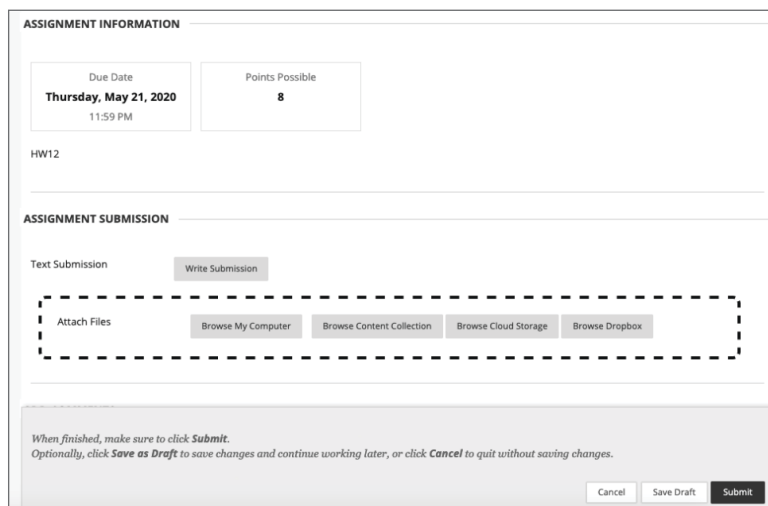 ASSIGNMENT INFORMATION
Due Date
Thursday, May 21, 2020
11:59 PM
Points Possible
8
HW12
ASSIGNMENT SUBMISSION
Text Submission
Write Submission
Attach Files
Browse My Computer
Browse Content Collection
Browse Cloud Storage
Browse Dropbox
When finished, make sure to click Submit.
Optionally, click Save as Draft to save changes and continue working later, or click Cancel to quit without saving changes.
Cancel
Save Draft
Submit